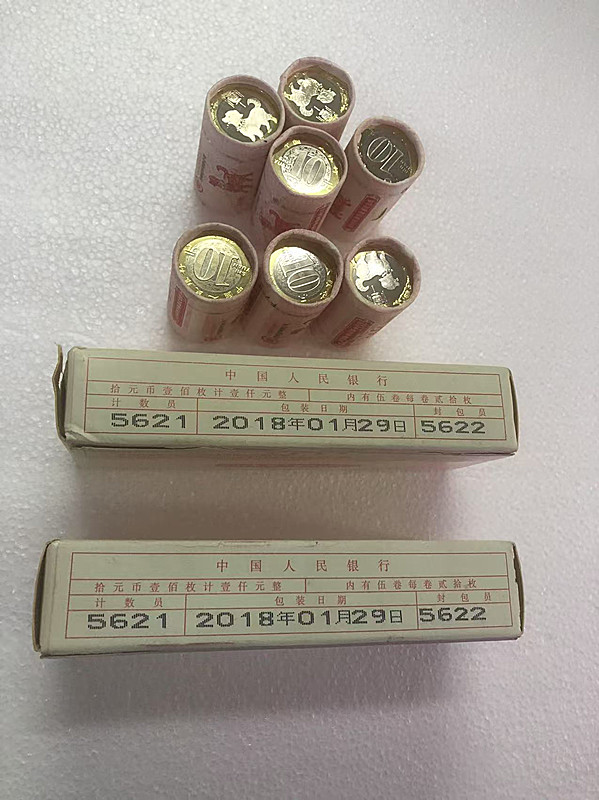 10
10
10
10
中国人民银行
拾元币壹佰枚计壹仟元整 内有伍卷每卷贰拾枚
计数员 包装日期 封包员
5621 2018年01月29日 5622
中国人民银行
拾元币壹佰枚计壹仟元整 内有伍卷每卷贰拾枚
计数员 包装日期 封包员
5621 2018年01月29日 5622